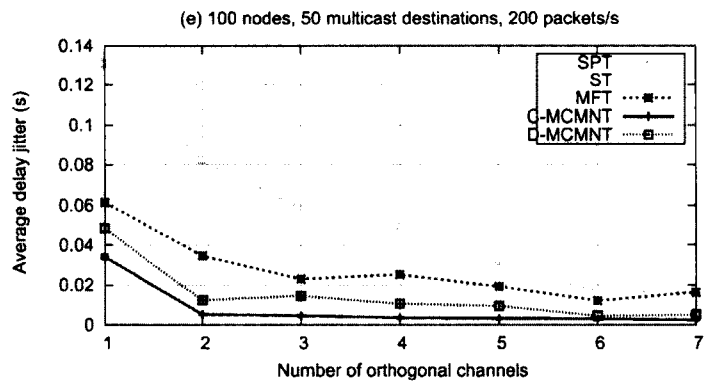 (e) 100 nodes, 50 multicast destinations, 200 packets/s
0.14
0.12
0.1
0.08
0.06
0.04
0.02
0
Average delay jitter (s)
SPT
ST
MFT
C-MCMNT
D-MCMNT
1 2 3 4 5 6 7
Number of orthogonal channels